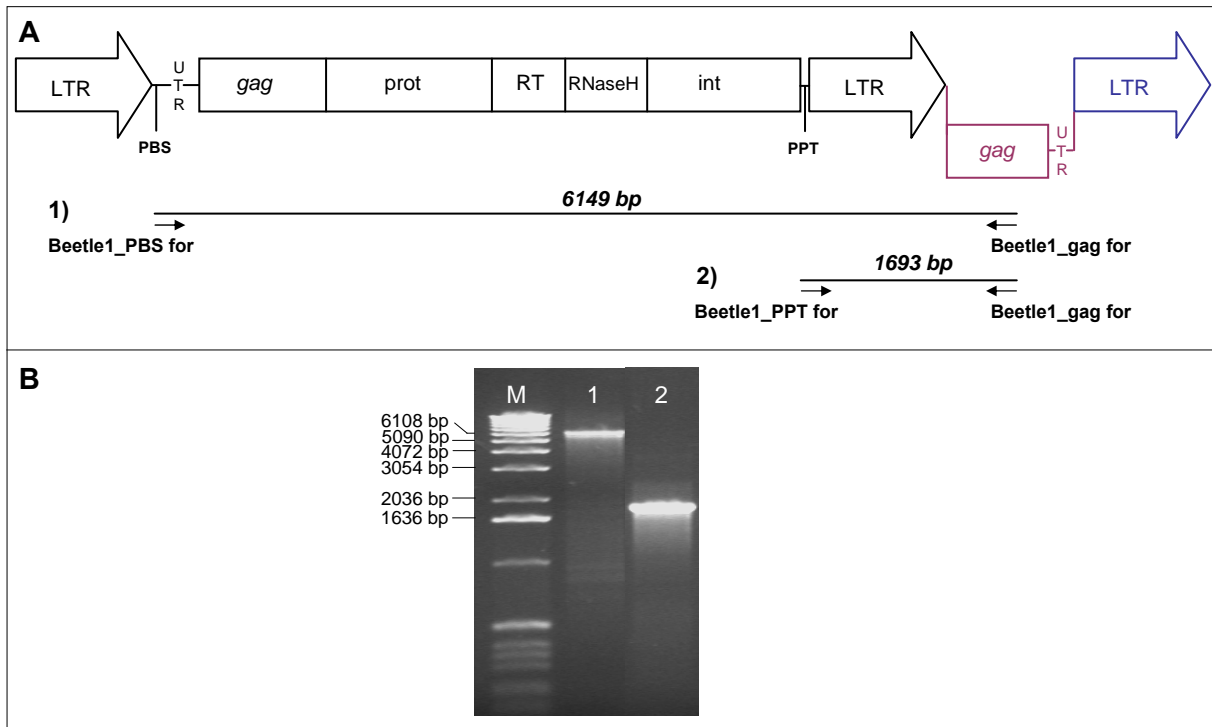 A
LTR
U
T
R
gag
prot
RT
RNaseH
int
LTR
LTR
PBS
PPT
gag
U
T
R
1)
6149 bp
Beetle1_PBS for
Beetle1_gag for
2)
1693 bp
Beetle1_PPT for
Beetle1_gag for
B
M
1
2
6108 bp
5090 bp
4072 bp
3054 bp
2036 bp
1636 bp